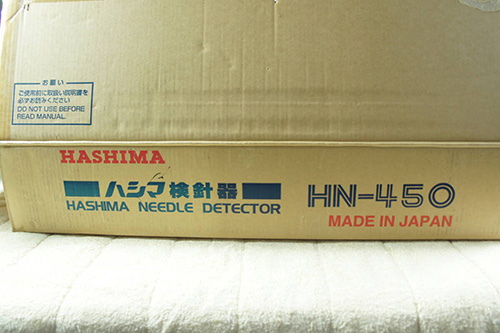 お願い
ご使用前に取扱い説明書を
必ずお読みください
DO NOT USE BEFORE
READ MANUAL.
HASHIMA
ハシマ検針器
HASHIMA NEEDLE DETECTOR
HN-450
MADE IN JAPAN